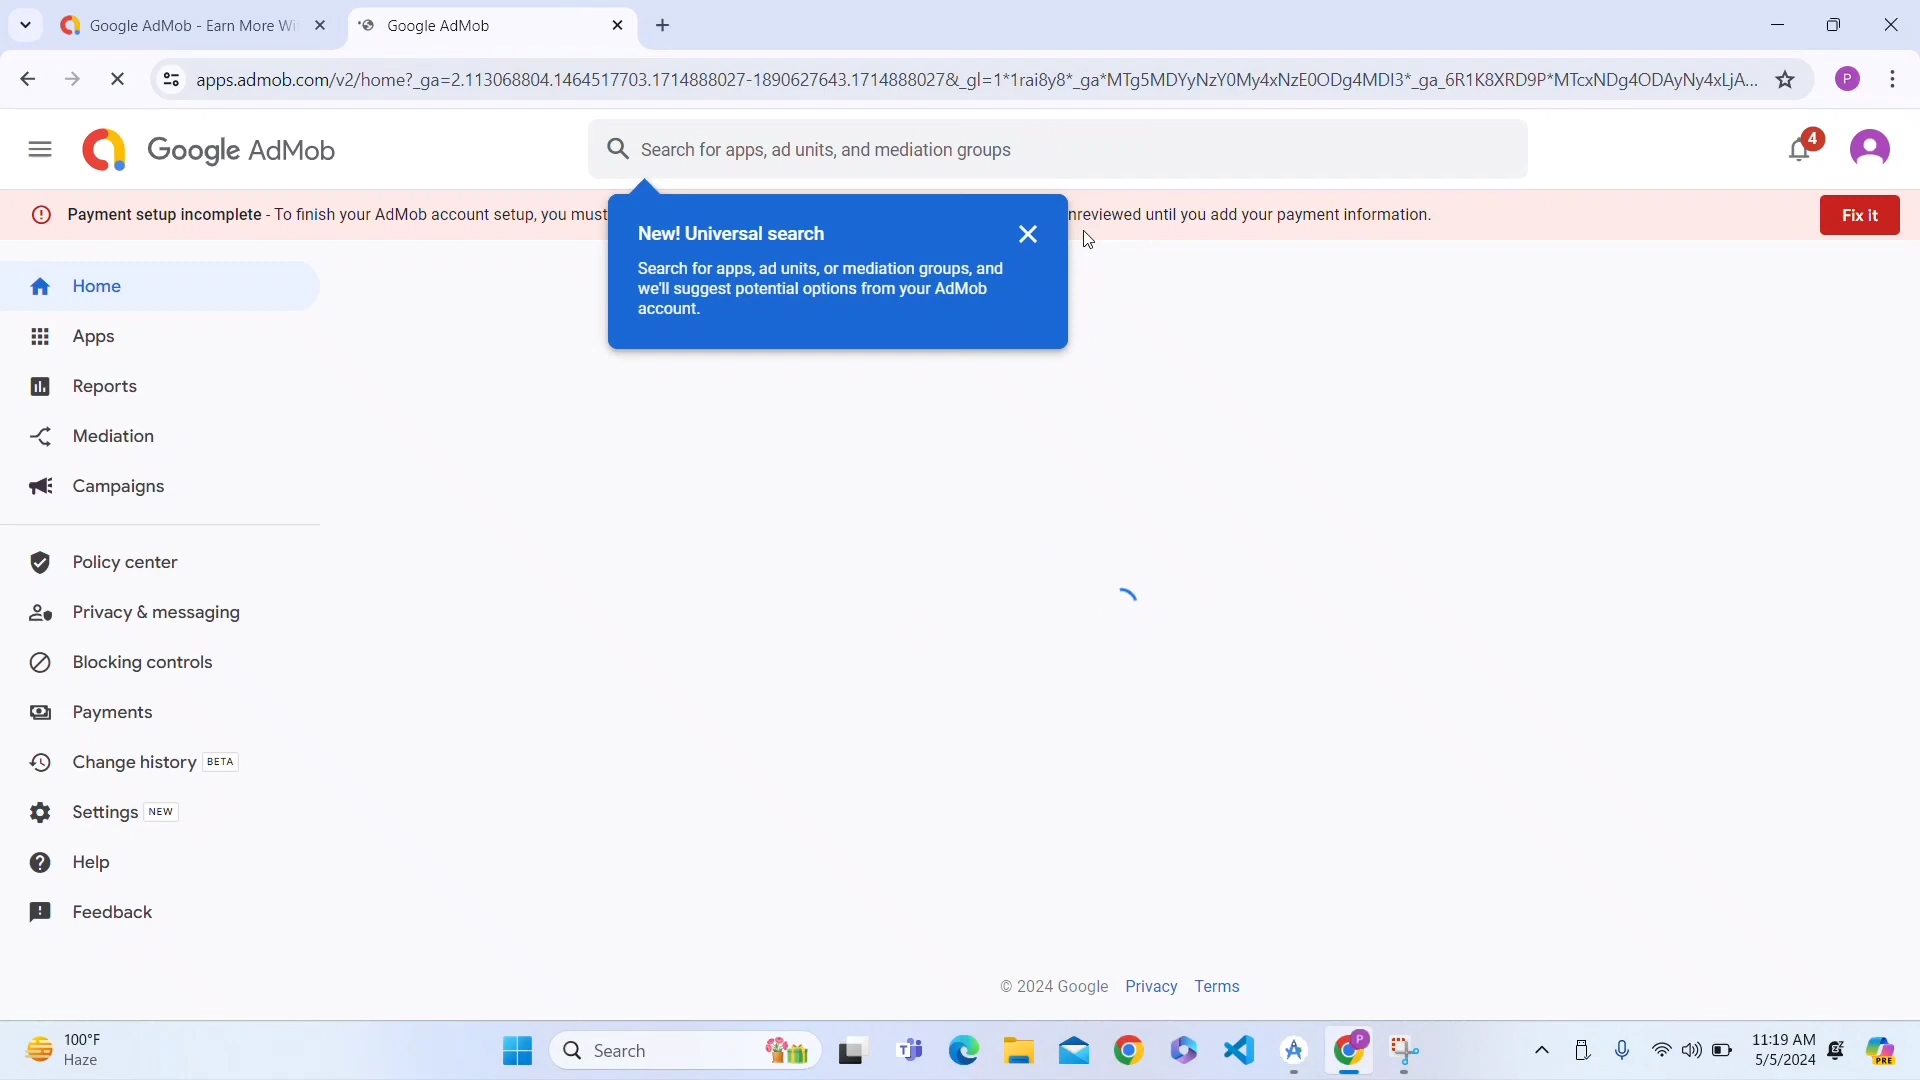 Google AdMob - Earn More Wi
Google AdMob
apps.admob.com/v2/home?_ga=2.113068804.1464517703.1714888027-1890627643.1714888027&_gl=1*1rai8y8*_ga*MTg5MDYyNzY0My4xNzE0ODg4MDI3*_ga_6R1K8XRD9P*MTcxNDg4ODAyNy4xLjA...
P
Google AdMob
Search for apps, ad units, and mediation groups
4
Payment setup incomplete - To finish your AdMob account setup, you must
nreviewed until you add your payment information.
Fix it
New! Universal search
Search for apps, ad units, or mediation groups, and
we'll suggest potential options from your AdMob
account.
Home
Apps
Reports
Mediation
Campaigns
Policy center
Privacy & messaging
Blocking controls
Payments
Change history BETA
Settings NEW
Help
Feedback
© 2024 Google Privacy Terms
100°F
Haze
Search
P
11:19 AM
5/5/2024
PRE